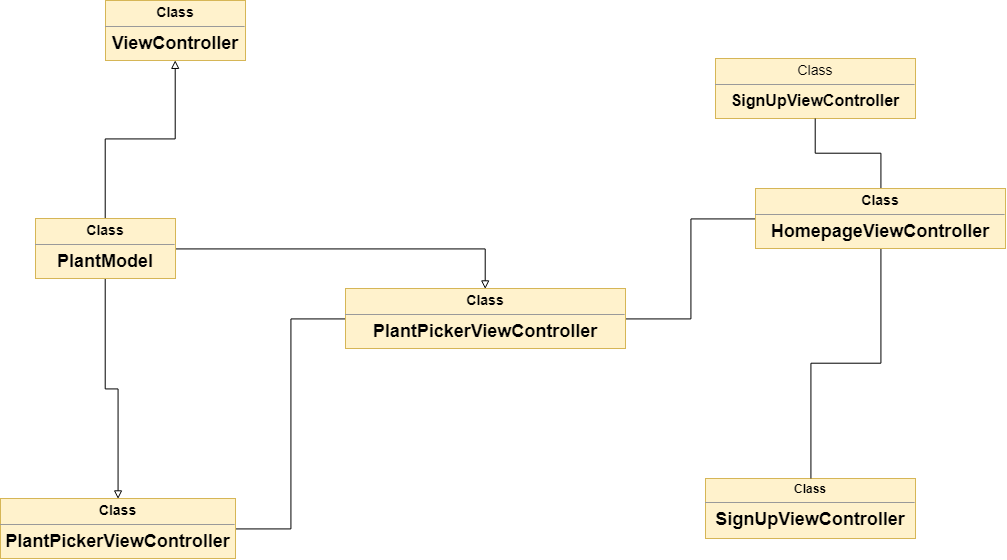 Class
ViewController
Class
SignUpViewController
Class
HomepageViewController
Class
PlantModel
Class
PlantPickerViewController
Class
SignUpViewController
Class
PlantPickerViewController